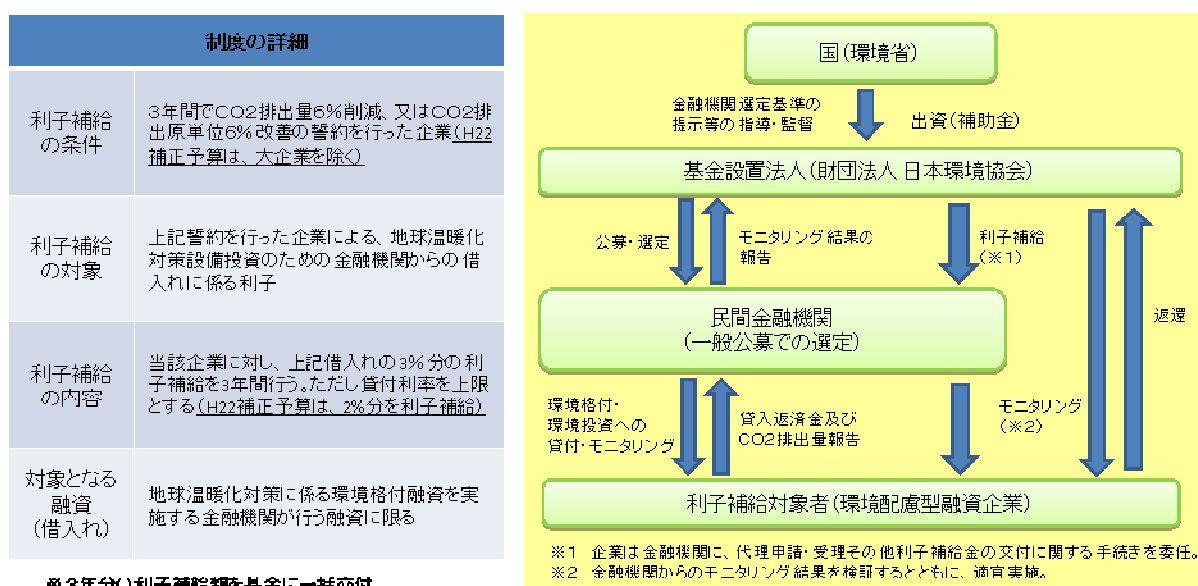 制度の詳細
利子補給
の条件
3年間でCO2排出量6%削減、又はCO2排
出原単位6%改善の誓約を行った企業(H22
補正予算は、大企業を除く)
利子補給
の対象
上記誓約を行った企業による、地球温暖化
対策設備投資のための金融機関からの借
入れに係る利子
利子補給
の内容
当該企業に対し、上記借入れの3%分の利
子補給を3年間行う。ただし貸付利率を上限
とする(H22補正予算は、2%分を利子補給)
対象となる
融資
(借入れ)
地球温暖化対策に係る環境格付融資を実
施する金融機関が行う融資に限る
※3年分の利子補給額を基金に一括交付
国(環境省)
金融機関選定基準の
提示等の指導・監督
出資(補助金)
基金設置法人(財団法人 日本環境協会)
公募・選定
モニタリング結果の
報告
利子補給
(※1)
返還
民間金融機関
(一般公募での選定)
環境格付・
環境投資への
貸付・モニタリング
貸入返済金及び
CO2排出量報告
モニタリング
(※2)
利子補給対象者(環境配慮型融資企業)
※1 企業は金融機関に、代理申請・受理その他利子補給金の交付に関する手続きを委任。
※2 金融機関からのモニタリング結果を検証するとともに、適宜実施。